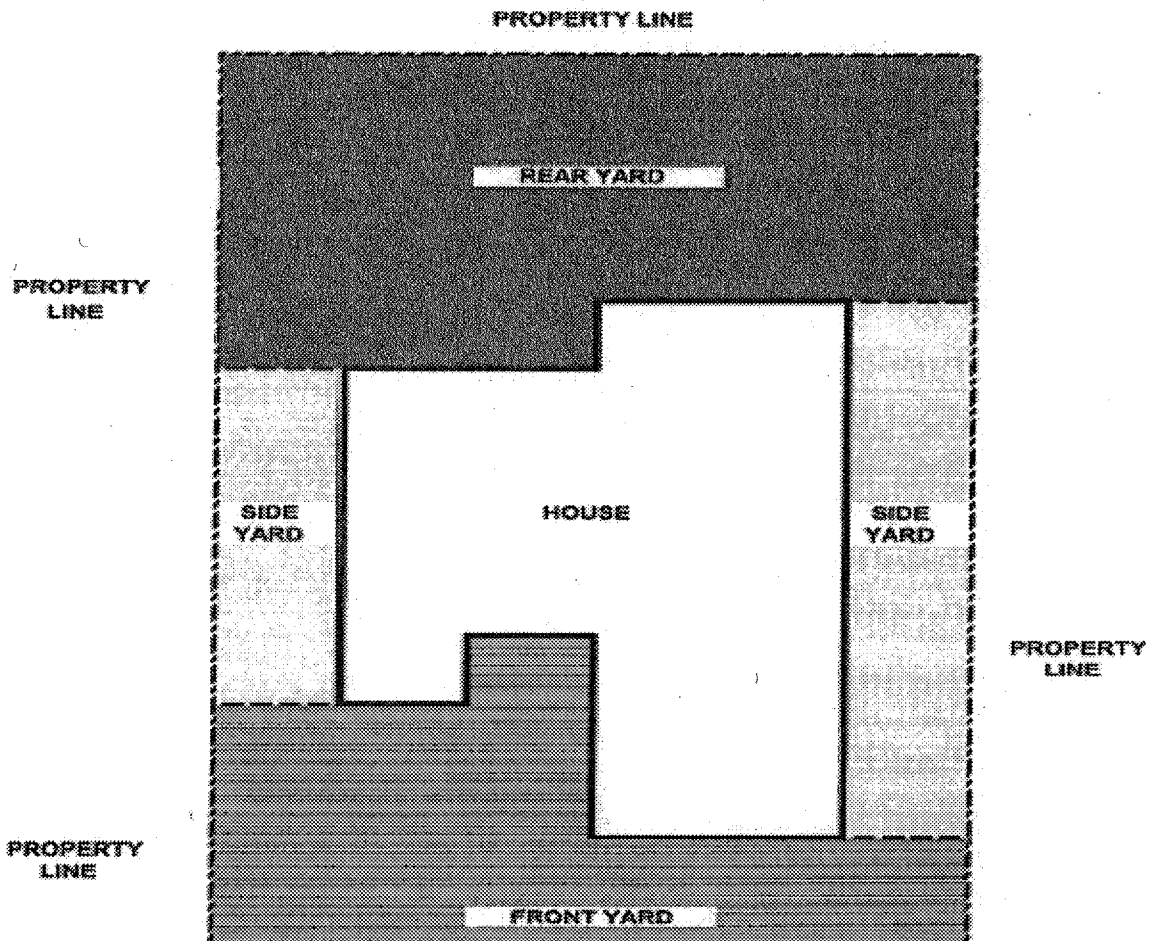 PROPERTY LINE
REAR YARD
PROPERTY
LINE
SIDE
YARD
HOUSE
SIDE
YARD
PROPERTY
LINE
PROPERTY
LINE
FRONT YARD